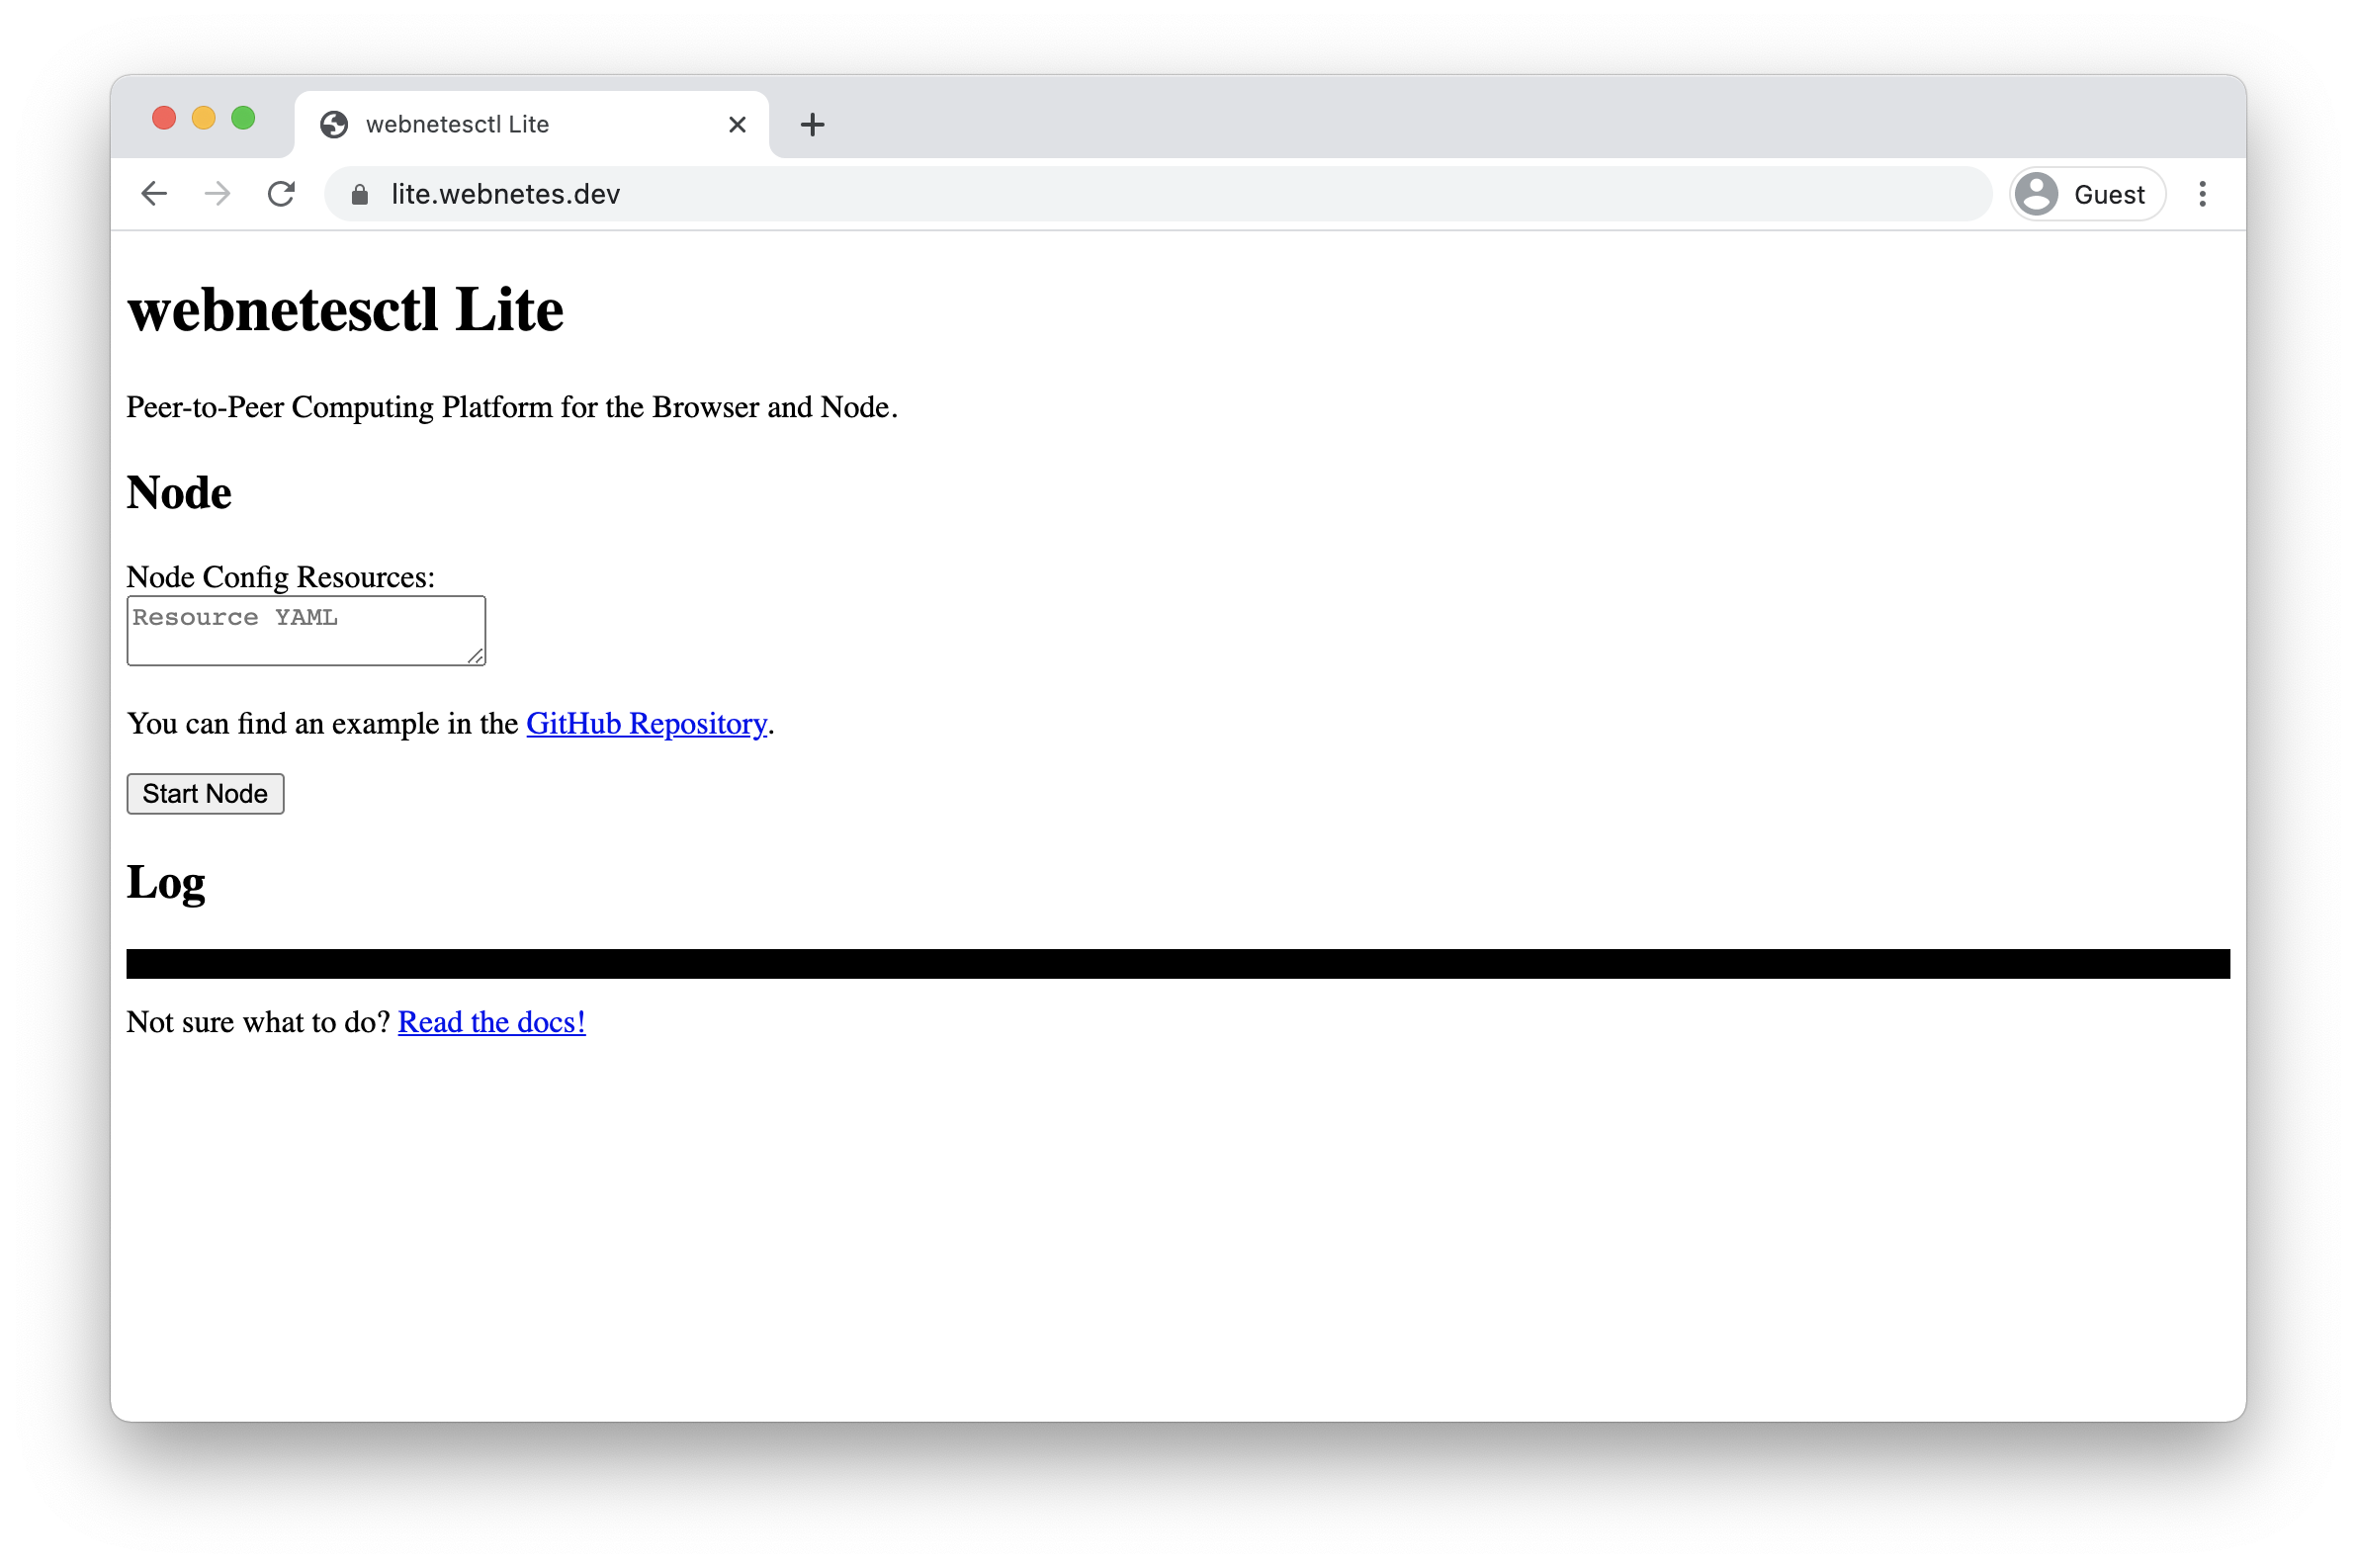 webnetesctl Lite
lite.webnetes.dev
Guest
webnetesctl Lite
Peer-to-Peer Computing Platform for the Browser and Node.
Node
Node Config Resources:
Resource YAML
You can find an example in the GitHub Repository.
Start Node
Log
Not sure what to do? Read the docs!